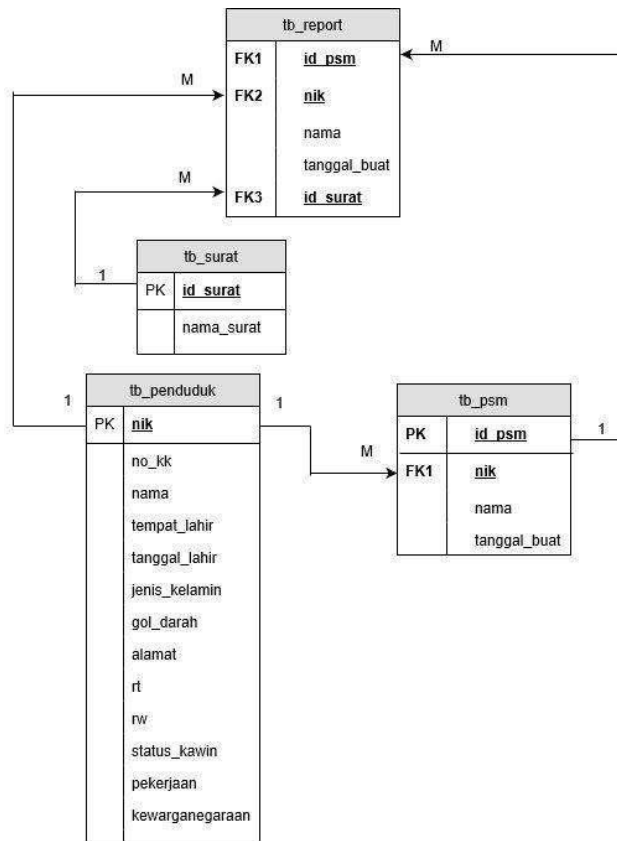 tb_report
FK1 id_psm
FK2 nik
nama
tanggal_buat
FK3 id_surat
M
M
M
tb_surat
PK id_surat
nama_surat
1
tb_penduduk
PK nik
no_kk
nama
tempat_lahir
tanggal_lahir
jenis_kelamin
gol_darah
alamat
rt
rw
status_kawin
pekerjaan
kewarganegaraan
1
1
M
tb_psm
PK id_psm
FK1 nik
nama
tanggal_buat
1